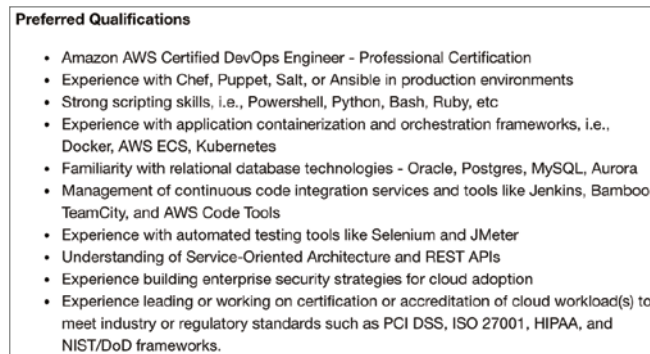 Preferred Qualifications
• Amazon AWS Certified DevOps Engineer - Professional Certification
• Experience with Chef, Puppet, Salt, or Ansible in production environments
• Strong scripting skills, i.e., Powershell, Python, Bash, Ruby, etc
• Experience with application containerization and orchestration frameworks, i.e.,
Docker, AWS ECS, Kubernetes
• Familiarity with relational database technologies - Oracle, Postgres, MySQL, Aurora
• Management of continuous code integration services and tools like Jenkins, Bamboo
TeamCity, and AWS Code Tools
• Experience with automated testing tools like Selenium and JMeter
• Understanding of Service-Oriented Architecture and REST APIs
• Experience building enterprise security strategies for cloud adoption
• Experience leading or working on certification or accreditation of cloud workload(s) to
meet industry or regulatory standards such as PCI DSS, ISO 27001, HIPAA, and
NIST/DoD frameworks.